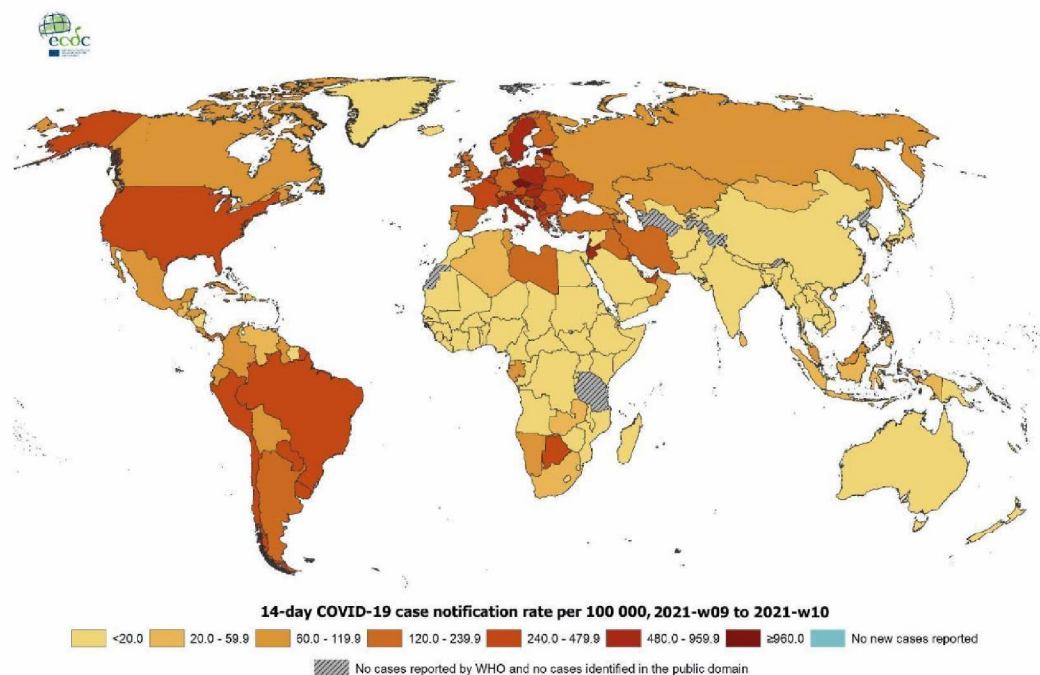 ecdc
14-day COVID-19 case notification rate per 100 000, 2021-w09 to 2021-w10
<20.0 20.0 - 59.9 60.0 - 119.9 120.0 - 239.9 240.0 - 479.9 480.0 - 959.9 ≥960.0 No new cases reported
No cases reported by WHO and no cases identified in the public domain